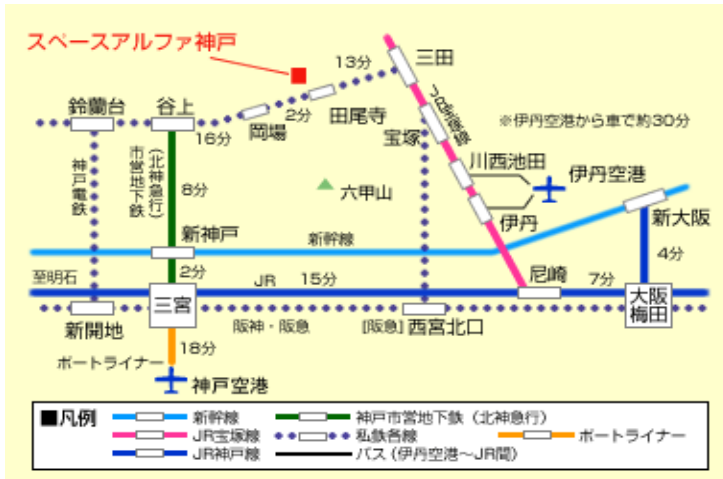 スペースアルファ神戸
13分
三田
鈴蘭台
谷上
16分
岡場
2分
田尾寺
宝塚
JR宝塚線
※伊丹空港から車で約30分
神戸電鉄
市営地下鉄
(北神急行)
8分
六甲山
川西池田
伊丹空港
伊丹
新大阪
新神戸
新幹線
4分
至明石
2分
JR
15分
尼崎
7分
大阪
梅田
新開地
三宮
阪神・阪急
[阪急]西宮北口
18分
ポートライナー
神戸空港
■凡例
新幹線
神戸市営地下鉄(北神急行)
JR宝塚線
私鉄各線
ポートライナー
JR神戸線
バス(伊丹空港~JR間)